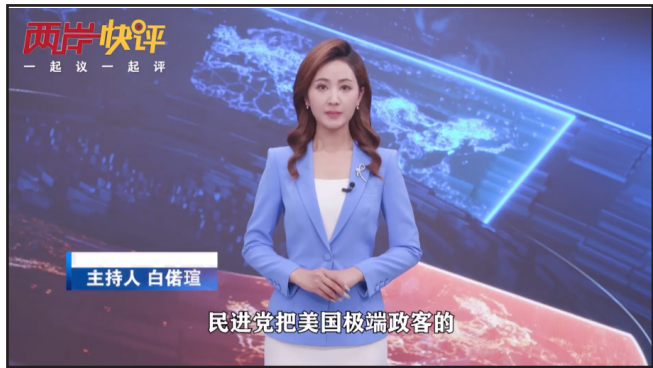 两岸快评
一起议一起评
主持人 白偌瑄
民进党把美国极端政客的